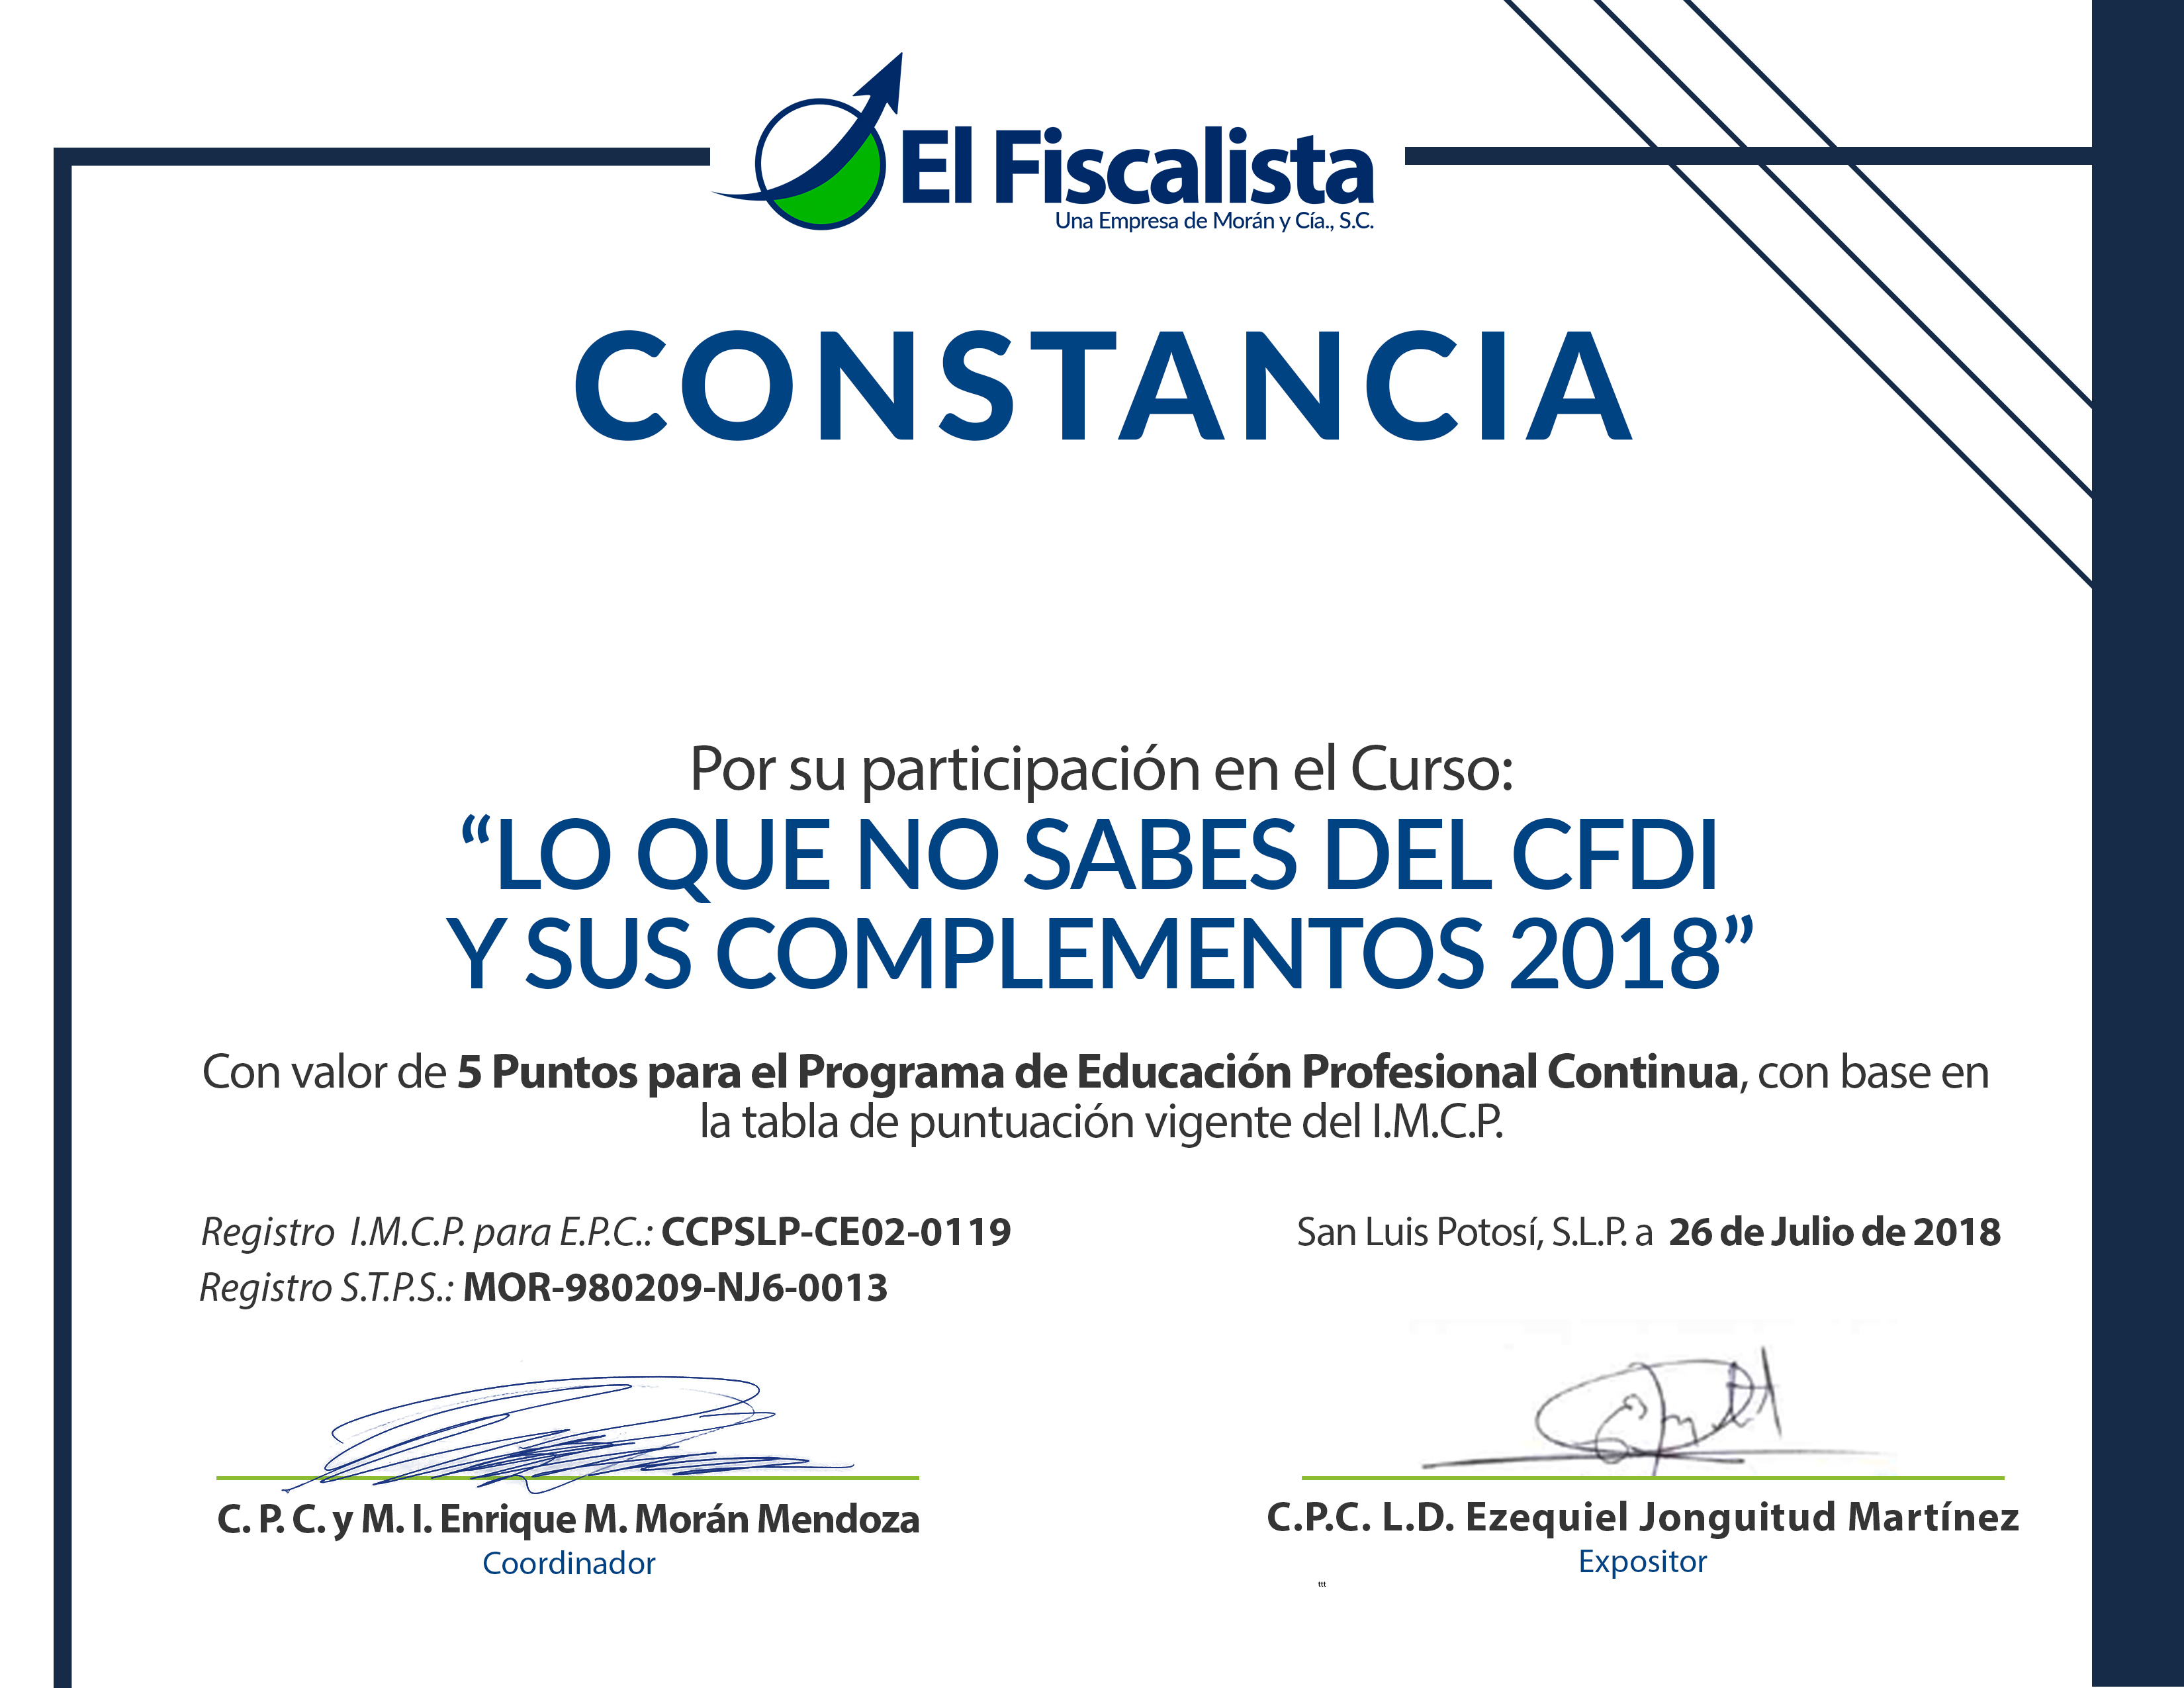 El Fiscalista
Una Empresa de Morán y Cía., S.C.
CONSTANCIA
Por su participación en el Curso:
“LO QUE NO SABES DEL CFDI
Y SUS COMPLEMENTOS 2018”
Con valor de 5 Puntos para el Programa de Educación Profesional Continua, con base en
la tabla de puntuación vigente del I.M.C.P.
Registro I.M.C.P. para E.P.C.: CCPSLP-CE02-0119
Registro S.T.P.S.: MOR-980209-NJ6-0013
San Luis Potosí, S.L.P. a 26 de Julio de 2018
C. P. C. y M. I. Enrique M. Morán Mendoza
Coordinador
C.P.C. L.D. Ezequiel Jonguitud Martínez
Expositor